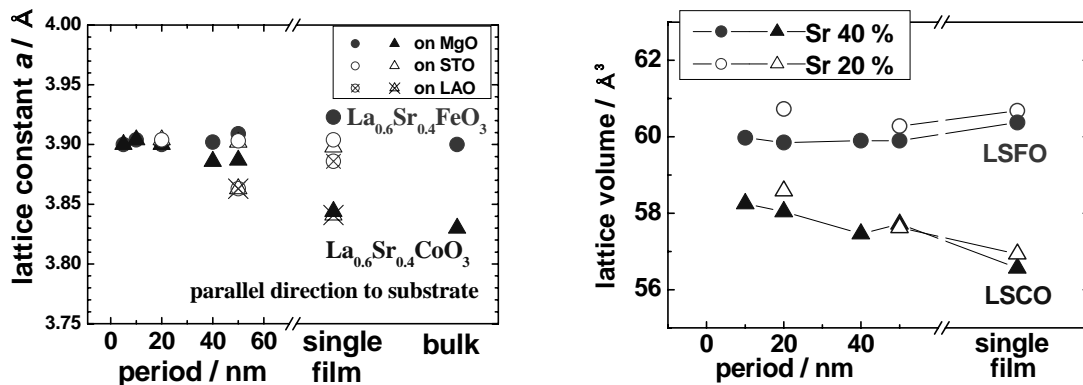 4.00
3.95
3.90
3.85
3.80
3.75
lattice constant a / Å
on MgO
on STO
on LAO
La0.6Sr0.4FeO3
La0.6Sr0.4CoO3
parallel direction to substrate
0 20 40 60 single bulk
film
period / nm
62
60
58
56
lattice volume / Å³
Sr 40 %
Sr 20 %
LSFO
LSCO
0 20 40 single
film
period / nm